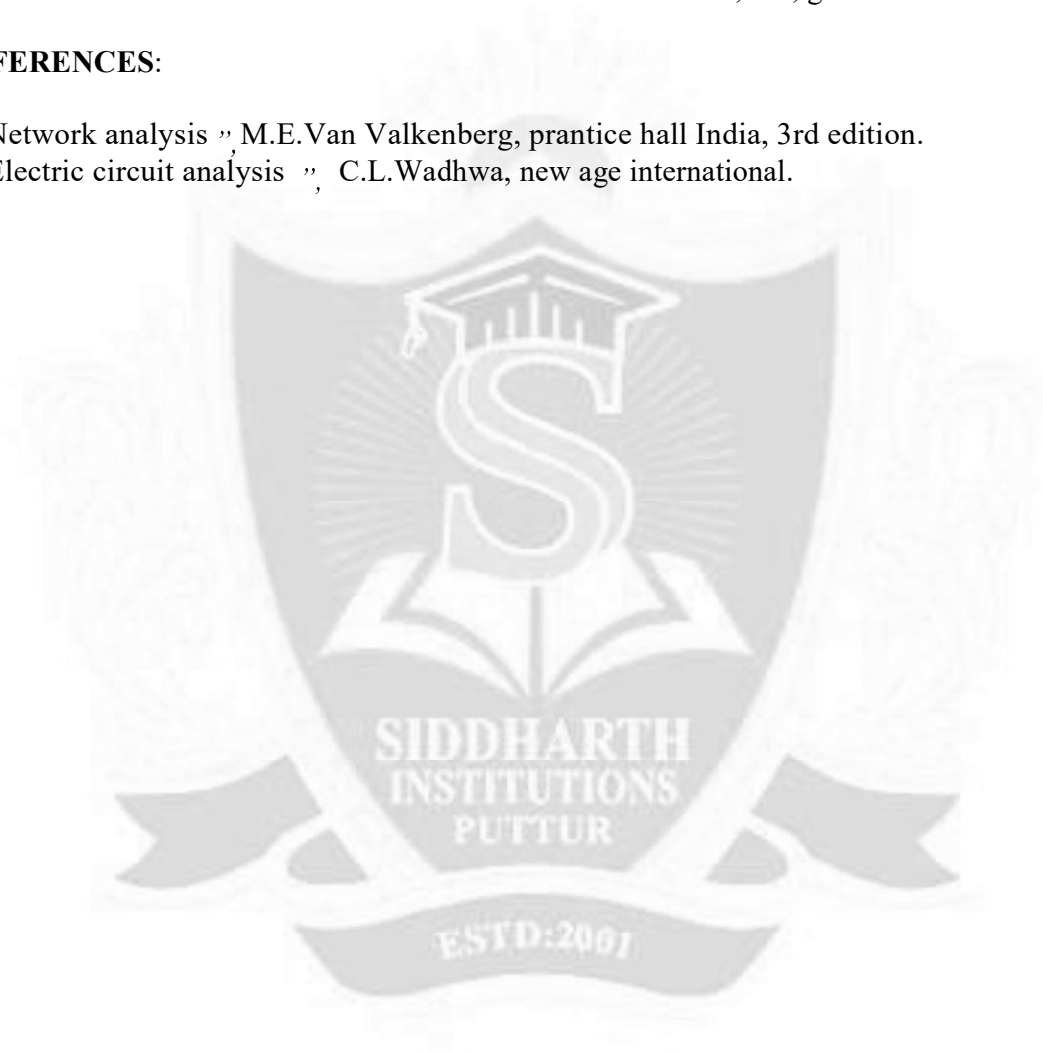 FERENCES:
Network analysis ”, M.E.Van Valkenberg, prantice hall India, 3rd edition.
Electric circuit analysis ”, C.L.Wadhwa, new age international.
S
SIDDHARTH
INSTITUTIONS
PUTTUR
ESTD:2001